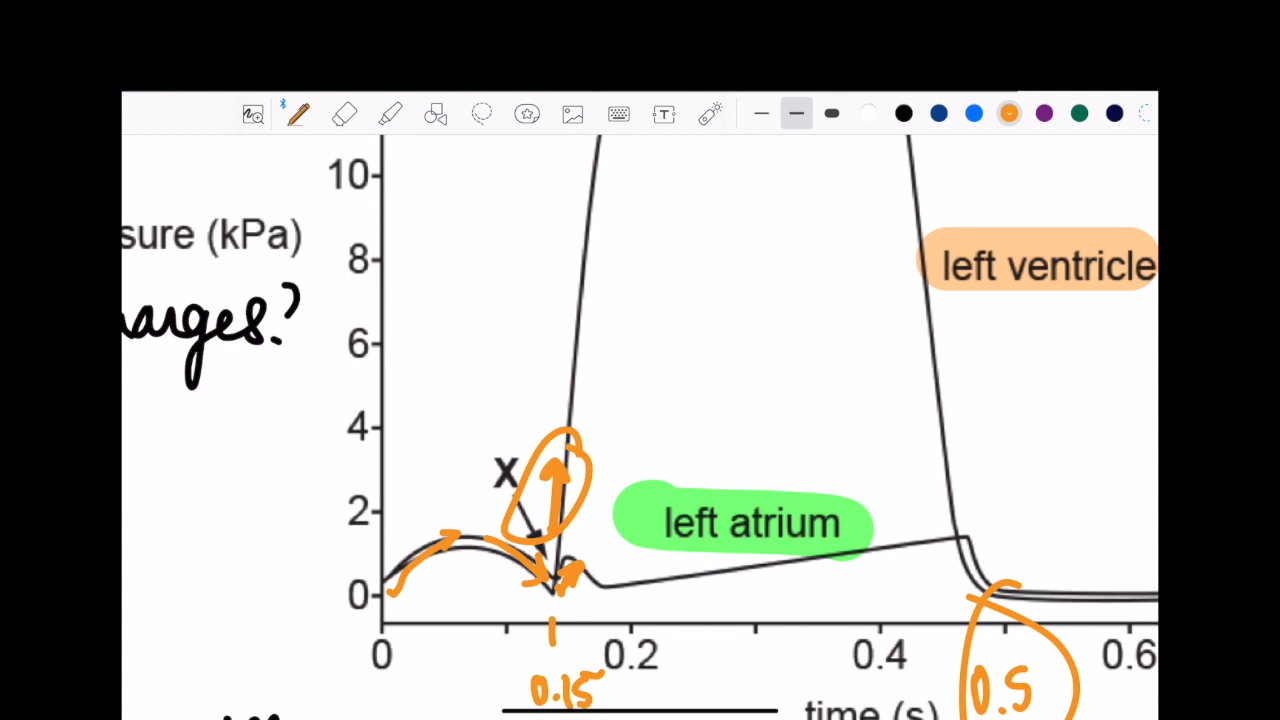 10
sure (kPa)
8
left ventricle
6
4
X
2
left atrium
0
0 0.2 0.4 0.6
0.15 0.5
time (s)